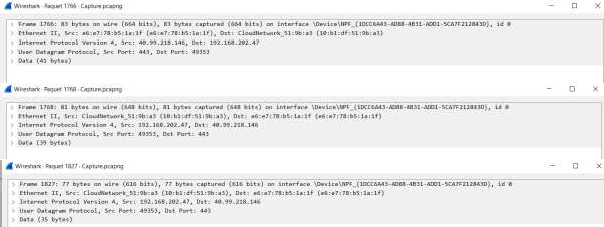 Wireshark · Paquet 1766 · Capture.pcapng
> Frame 1766: 83 bytes on wire (664 bits), 83 bytes captured (664 bits) on interface \Device\NPF_{1DCC6A43-AD88-4B31-ADD1-5CA7F212843D}, id 0
> Ethernet II, Src: e6:e7:78:b5:1a:1f (e6:e7:78:b5:1a:1f), Dst: CloudNetwork_51:9b:a3 (10:b1:df:51:9b:a3)
> Internet Protocol Version 4, Src: 40.99.218.146, Dst: 192.168.202.47
> User Datagram Protocol, Src Port: 443, Dst Port: 49353
> Data (41 bytes)
Wireshark · Paquet 1768 · Capture.pcapng
> Frame 1768: 81 bytes on wire (648 bits), 81 bytes captured (648 bits) on interface \Device\NPF_{1DCC6A43-AD88-4B31-ADD1-5CA7F212843D}, id 0
> Ethernet II, Src: CloudNetwork_51:9b:a3 (10:b1:df:51:9b:a3), Dst: e6:e7:78:b5:1a:1f (e6:e7:78:b5:1a:1f)
> Internet Protocol Version 4, Src: 192.168.202.47, Dst: 40.99.218.146
> User Datagram Protocol, Src Port: 49353, Dst Port: 443
> Data (39 bytes)
Wireshark · Paquet 1827 · Capture.pcapng
> Frame 1827: 77 bytes on wire (616 bits), 77 bytes captured (616 bits) on interface \Device\NPF_{1DCC6A43-AD88-4B31-ADD1-5CA7F212843D}, id 0
> Ethernet II, Src: CloudNetwork_51:9b:a3 (10:b1:df:51:9b:a3), Dst: e6:e7:78:b5:1a:1f (e6:e7:78:b5:1a:1f)
> Internet Protocol Version 4, Src: 192.168.202.47, Dst: 40.99.218.146
> User Datagram Protocol, Src Port: 49353, Dst Port: 443
> Data (35 bytes)